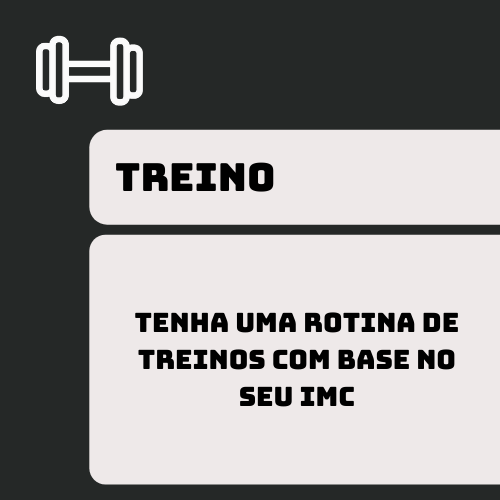 TREINO
TENHA UMA ROTINA DE
TREINOS COM BASE NO
SEU IMC